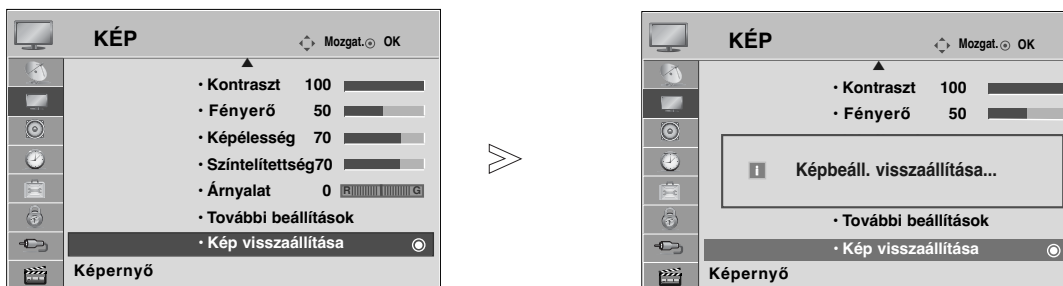 KÉP Mozgat. OK
· Kontraszt 100
· Fényerő 50
· Képélesség 70
· Színtelítettség70
· Árnyalat 0 R G
· További beállítások
· Kép visszaállítása
Képernyő
KÉP Mozgat. OK
· Kontraszt 100
· Fényerő 50
i Képbeáll. visszaállítása...
· További beállítások
· Kép visszaállítása
Képernyő